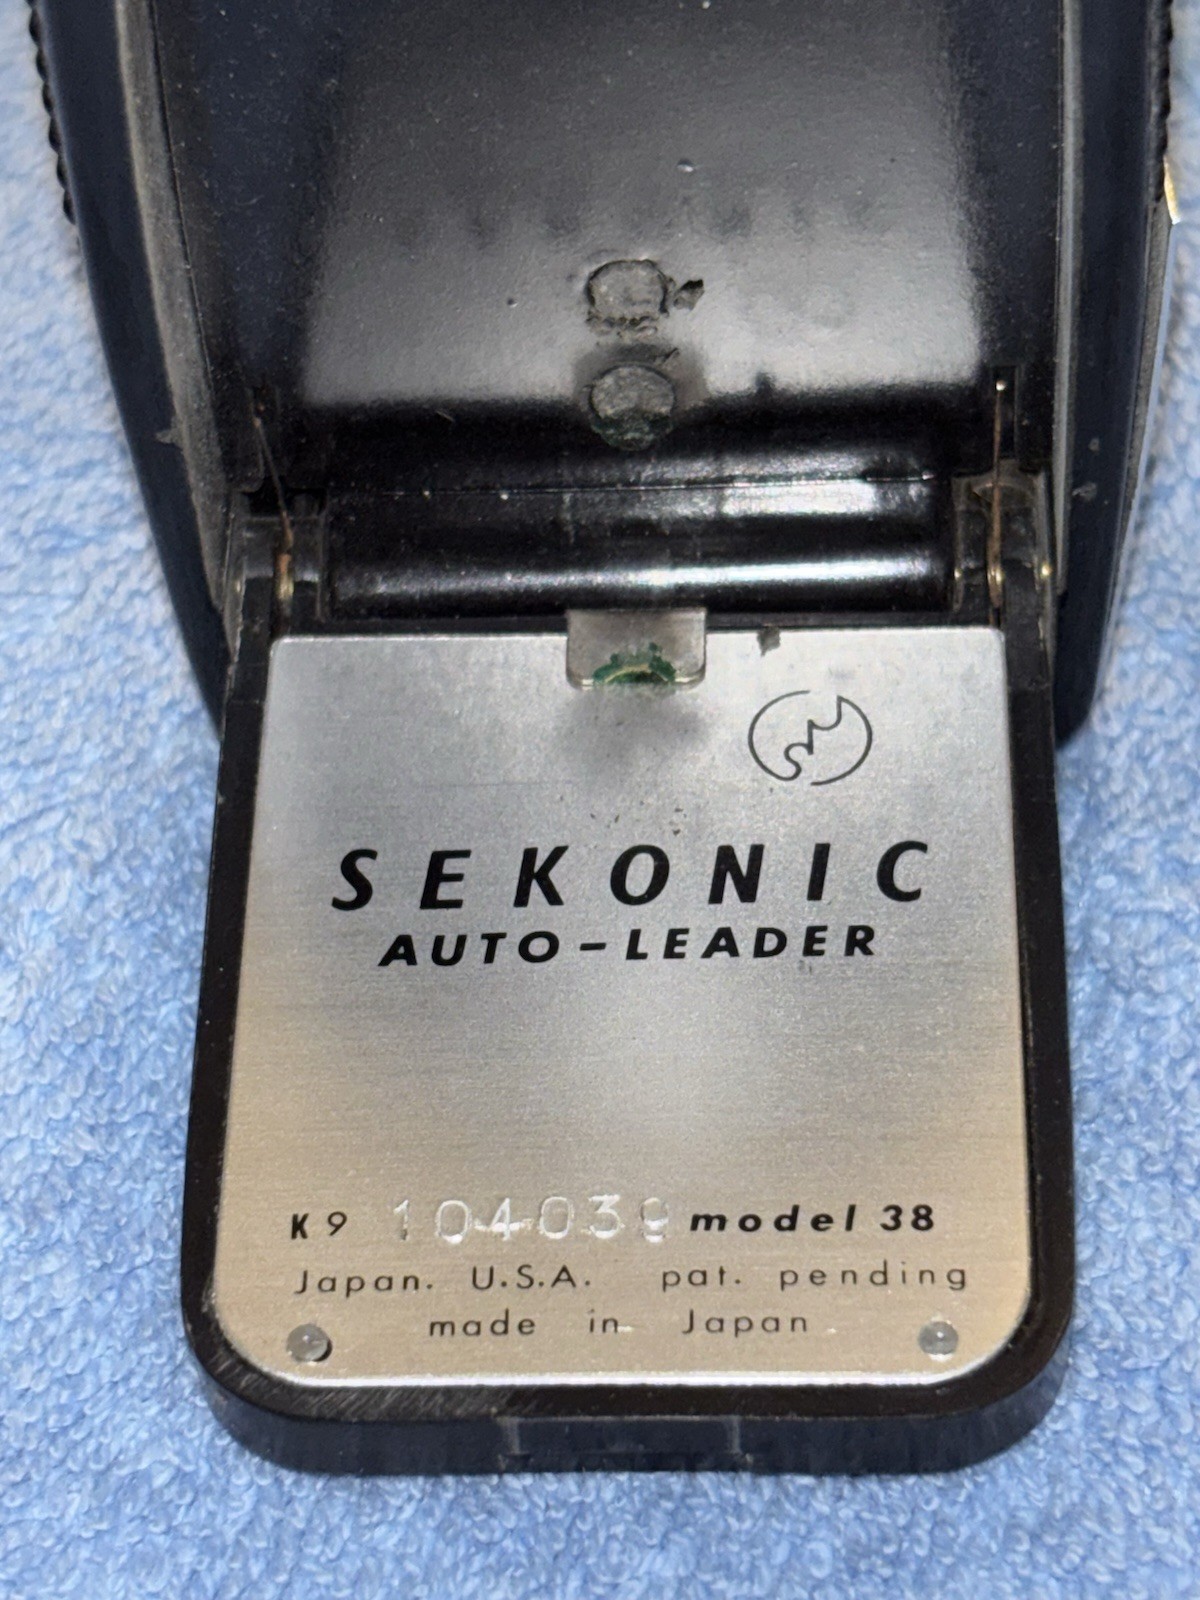 SEKONIC
AUTO-LEADER
K9 104039 model 38
Japan. U.S.A. pat. pending
made in Japan